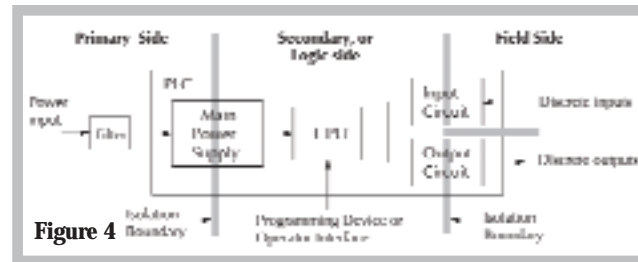 Primary Side
Secondary, or
Logic side
Field Side
PLC
Power
input
Filter
Main
Power
Supply
CPU
Input
Circuit
Output
Circuit
Discrete inputs
Discrete outputs
Isolation
Boundary
Programming Device or
Operator Interface
Isolation
Boundary
Figure 4